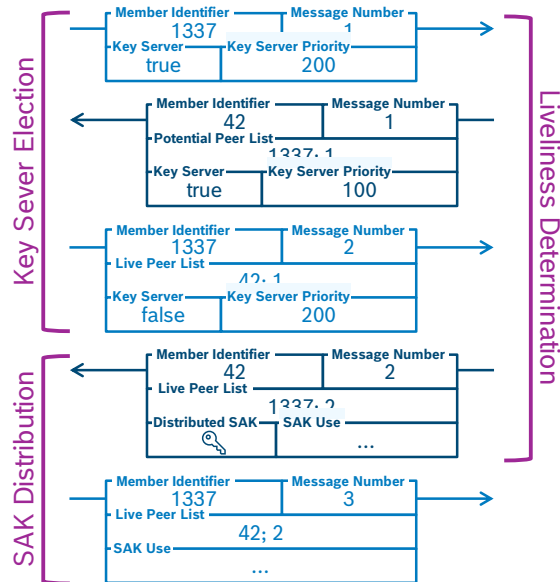 Key Sever Election
SAK Distribution
Liveliness Determination
Member Identifier Message Number
1337 1
Key Server Key Server Priority
true 200
Member Identifier Message Number
42 1
Potential Peer List
1337; 1
Key Server Key Server Priority
true 100
Member Identifier Message Number
1337 2
Live Peer List
42; 1
Key Server Key Server Priority
false 200
Member Identifier Message Number
42 2
Live Peer List
1337; 2
Distributed SAK SAK Use
...
Member Identifier Message Number
1337 3
Live Peer List
42; 2
SAK Use
...